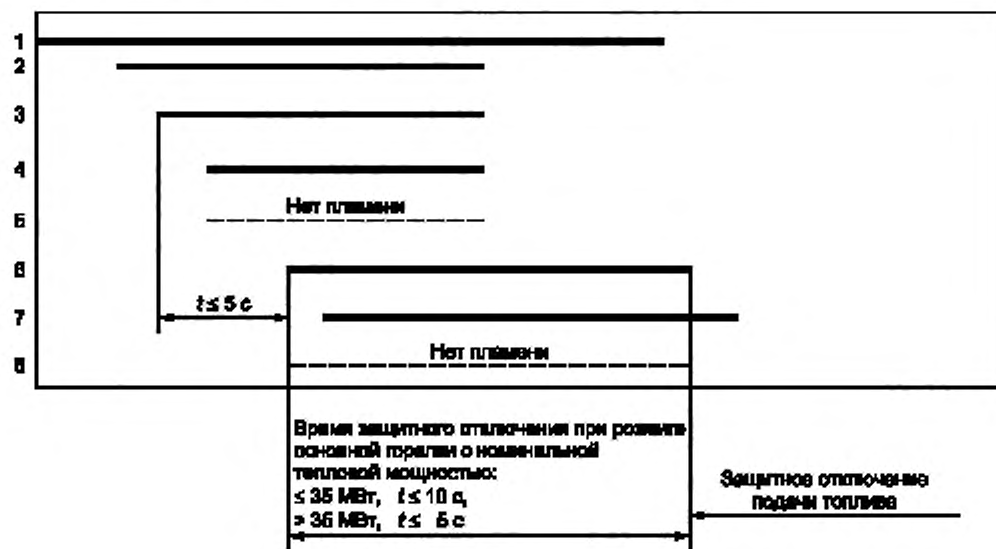 1
2
3
4
5
Нет пламени
6
t ≤ 5 с
7
Нет пламени
8
Время защитного отключения при розжиге
основной горелки с номинальной
тепловой мощностью:
≤ 35 МВт, t ≤ 10 с,
> 35 МВт, t ≤ 5 с
Защитное отключение
подачи топлива